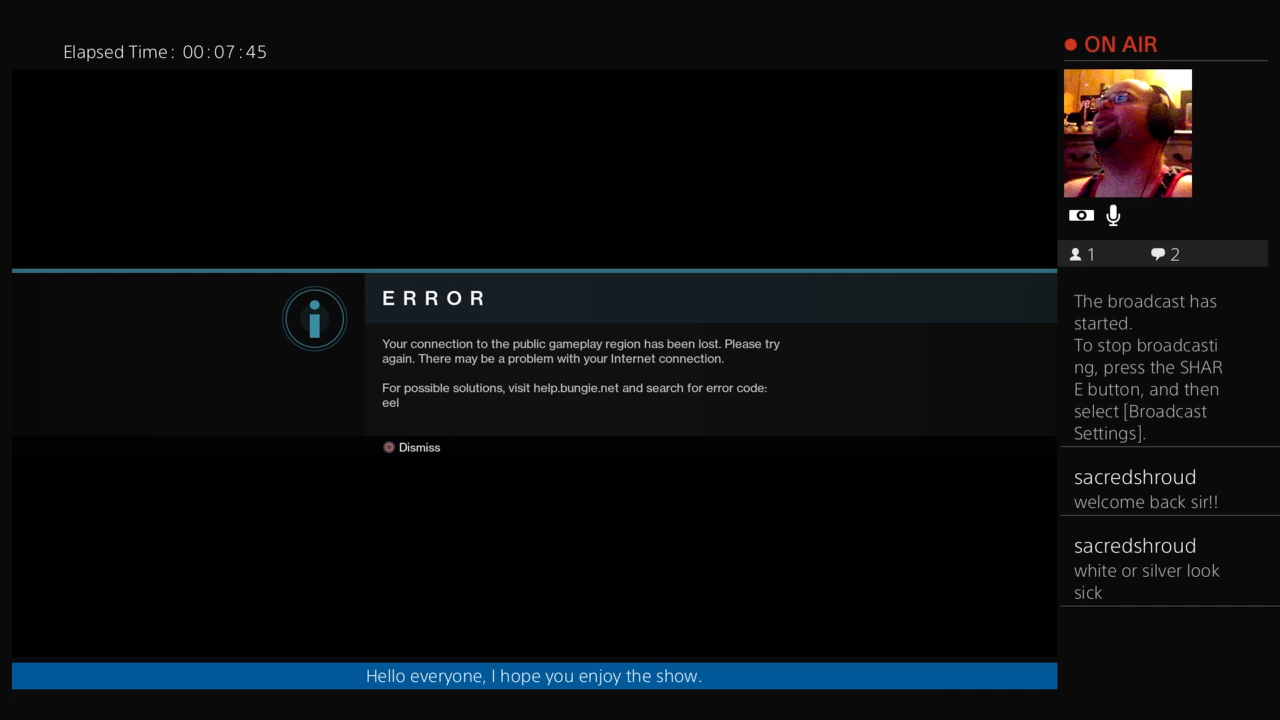 Elapsed Time: 00:07:45
ON AIR
1 2
ERROR
Your connection to the public gameplay region has been lost. Please try
again. There may be a problem with your Internet connection.
For possible solutions, visit help.bungie.net and search for error code:
eel
Dismiss
The broadcast has
started.
To stop broadcasti
ng, press the SHAR
E button, and then
select [Broadcast
Settings].
sacredshroud
welcome back sir!!
sacredshroud
white or silver look
sick
Hello everyone, I hope you enjoy the show.